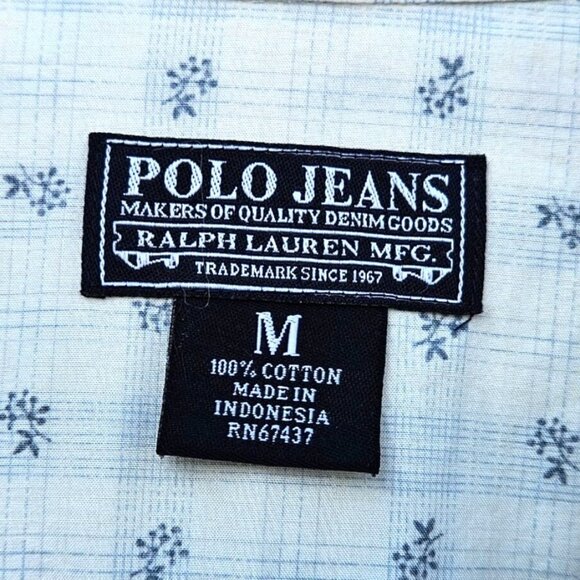 POLO JEANS
MAKERS OF QUALITY DENIM GOODS
RALPH LAUREN MFG.
TRADEMARK SINCE 1967
M
100% COTTON
MADE IN
INDONESIA
RN67437